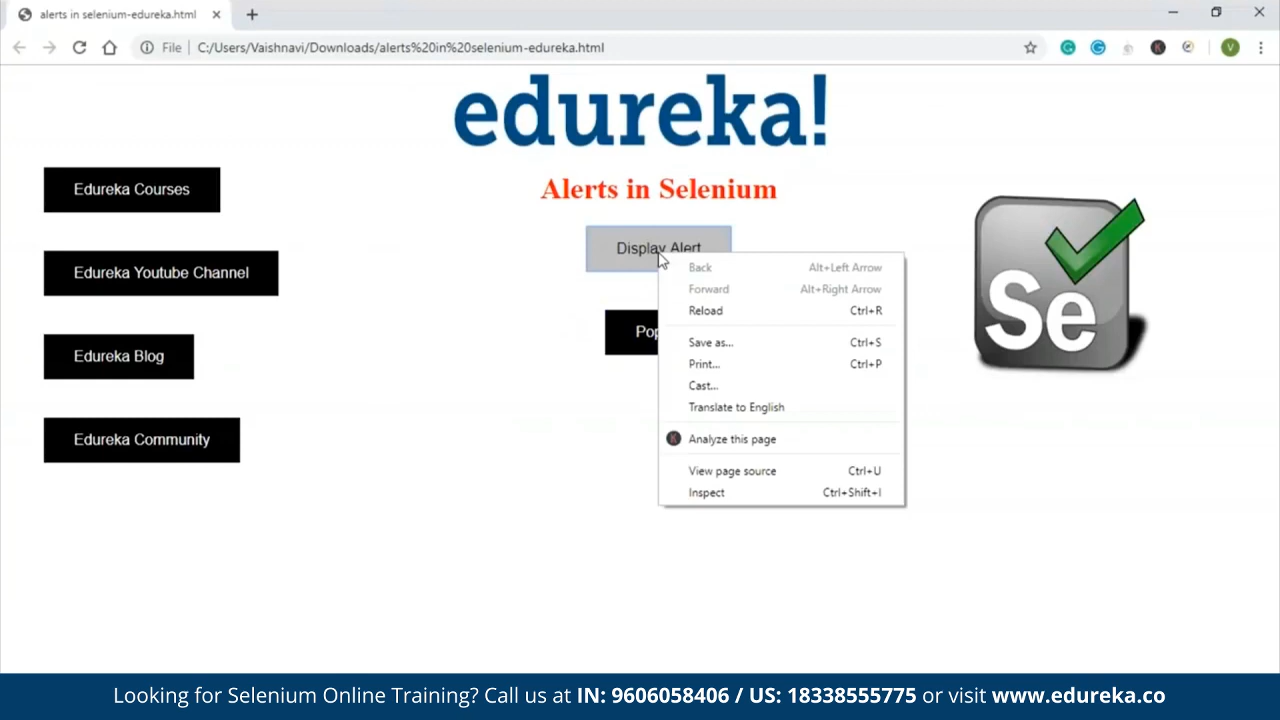 alerts in selenium-edureka.html
File
C:/Users/Vaishnavi/Downloads/alerts%20in%20selenium-edureka.html
V
edureka!
Alerts in Selenium
Edureka Courses
Edureka Youtube Channel
Edureka Blog
Edureka Community
Display Alert
Pop
Back Alt+Left Arrow
Forward Alt+Right Arrow
Reload Ctrl+R
Save as... Ctrl+S
Print... Ctrl+P
Cast...
Translate to English
K Analyze this page
View page source Ctrl+U
Inspect Ctrl+Shift+I
Se
Looking for Selenium Online Training? Call us at IN: 9606058406 / US: 18338555775 or visit www.edureka.co